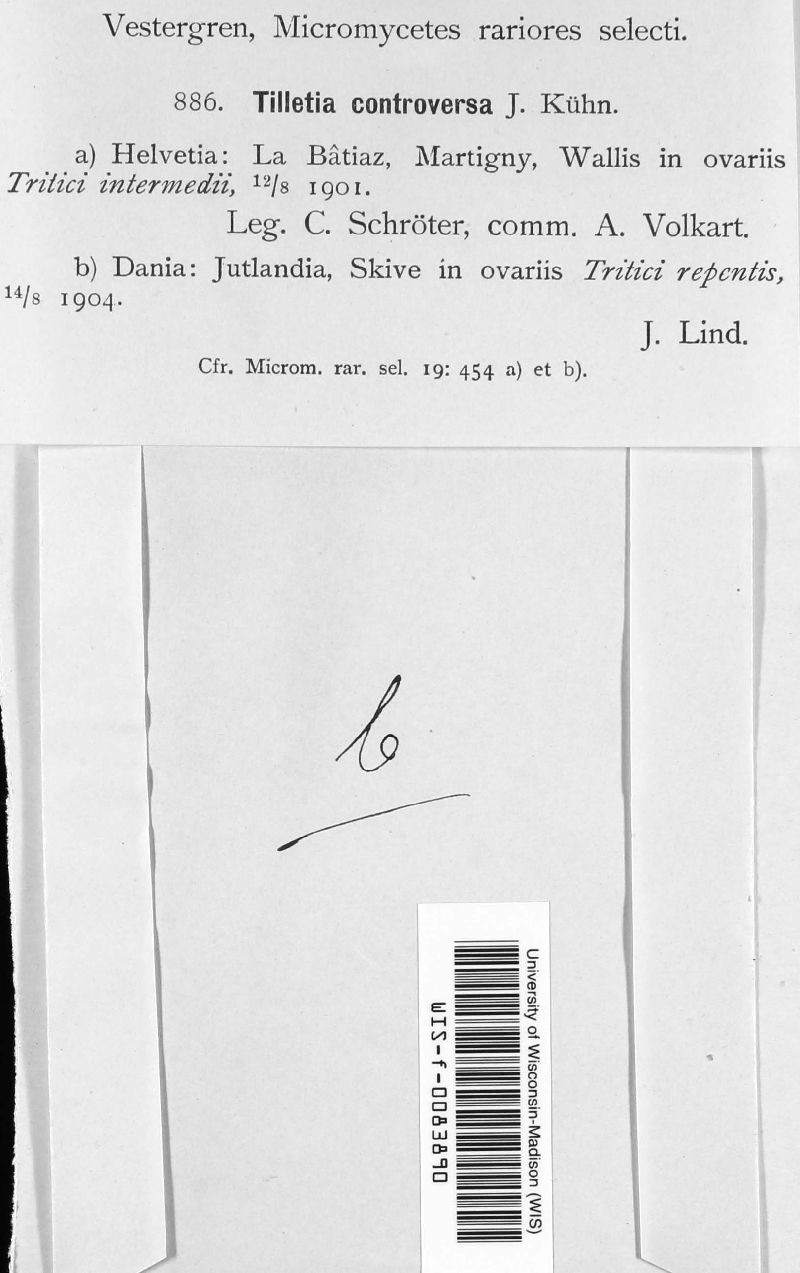 Vestergren, Micromycetes rariores selecti.
886. Tilletia controversa J. Kühn.
a) Helvetia: La Bâtiaz, Martigny, Wallis in ovariis
Tritici intermedii, 12/8 1901.
Leg. C. Schröter, comm. A. Volkart.
b) Dania: Jutlandia, Skive in ovariis Tritici repentis,
14/8 1904.
J. Lind.
Cfr. Microm. rar. sel. 19: 454 a) et b).
b
University of Wisconsin-Madison (WIS)
WIS-f-0083890